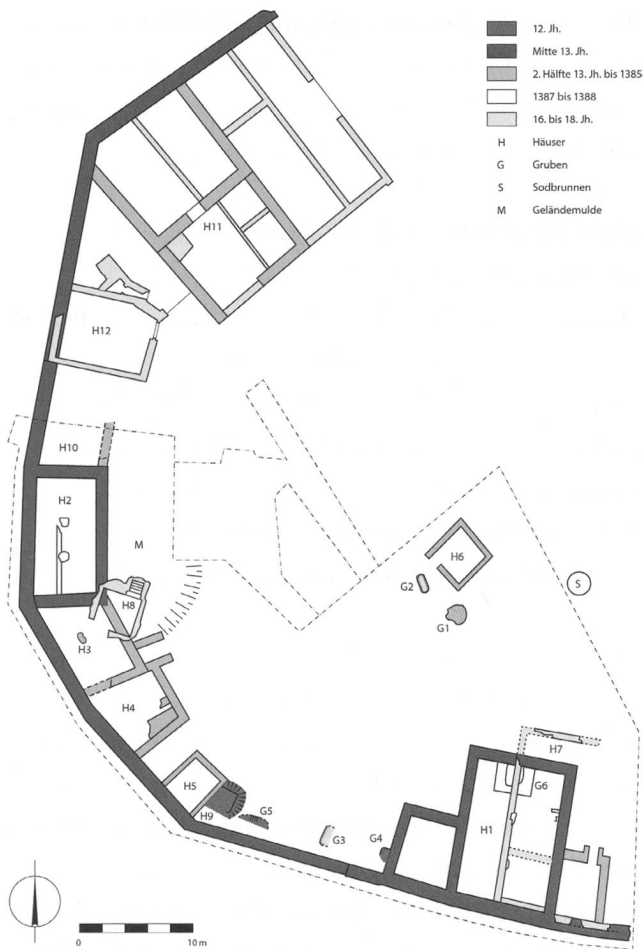 12. Jh.
Mitte 13. Jh.
2. Hälfte 13. Jh. bis 1385
1387 bis 1388
16. bis 18. Jh.
H Häuser
G Gruben
S Sodbrunnen
M Geländemulde
H11
H12
H10
H2
M
H6
G2
S
H8
G1
H3
H4
H7
H5
G6
H9
G5
G3
G4
H1
0 10 m